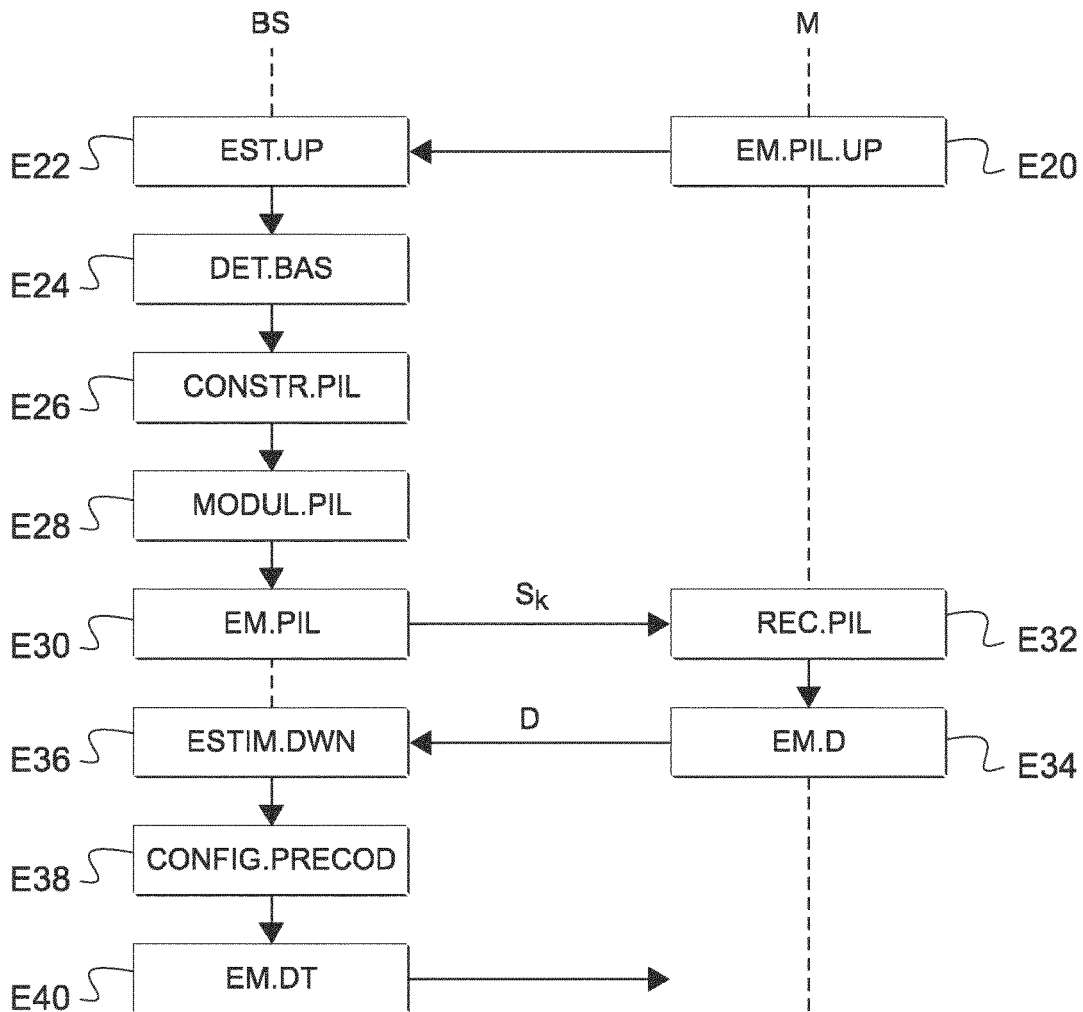 BS M
E22 EST.UP EM.PIL.UP E20
E24 DET.BAS
E26 CONSTR.PIL
E28 MODUL.PIL
E30 EM.PIL Sk REC.PIL E32
E36 ESTIM.DWN D EM.D E34
E38 CONFIG.PRECOD
E40 EM.DT